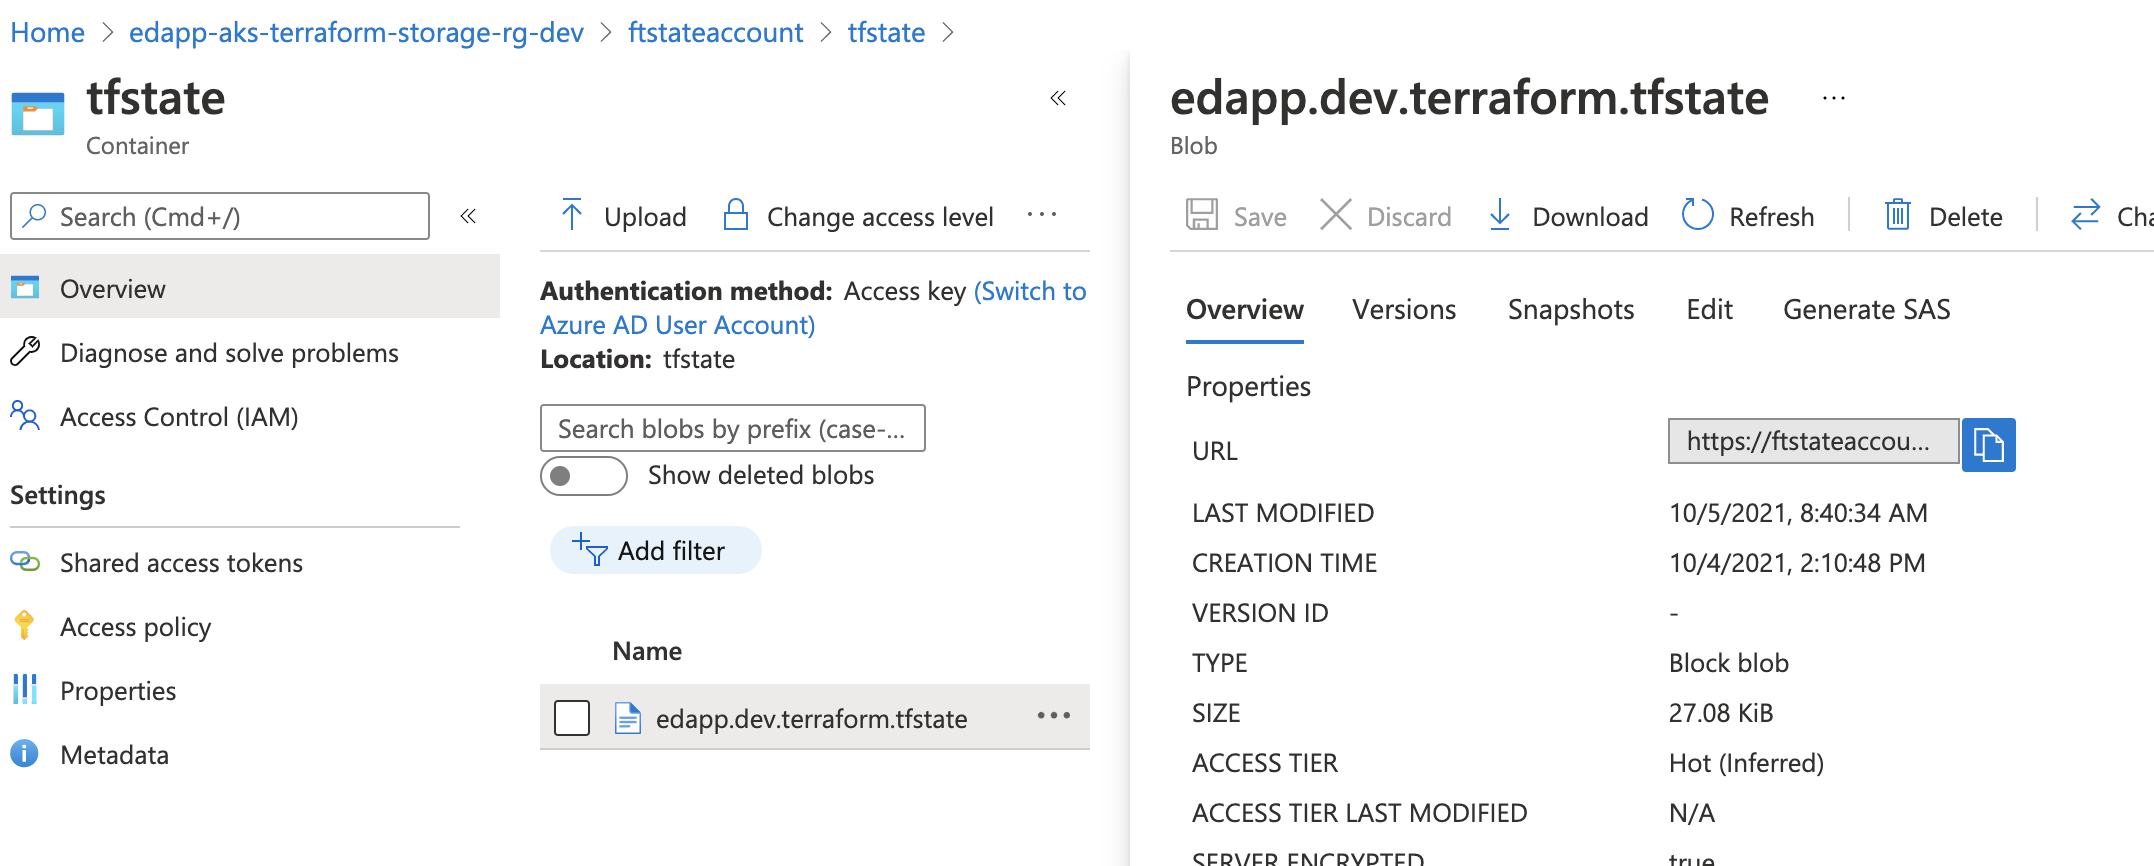 Home > edapp-aks-terraform-storage-rg-dev > ftstateaccount > tfstate >
tfstate
Container
Search (Cmd+/)
Overview
Diagnose and solve problems
Access Control (IAM)
Settings
Shared access tokens
Access policy
Properties
Metadata
Upload Change access level ...
Authentication method: Access key (Switch to
Azure AD User Account)
Location: tfstate
Search blobs by prefix (case-...
Show deleted blobs
Add filter
Name
edapp.dev.terraform.tfstate ...
edapp.dev.terraform.tfstate ...
Blob
Save Discard Download Refresh Delete Cha
Overview Versions Snapshots Edit Generate SAS
Properties
URL https://ftstateaccou...
LAST MODIFIED 10/5/2021, 8:40:34 AM
CREATION TIME 10/4/2021, 2:10:48 PM
VERSION ID -
TYPE Block blob
SIZE 27.08 KiB
ACCESS TIER Hot (Inferred)
ACCESS TIER LAST MODIFIED N/A
SERVER ENCRYPTED true